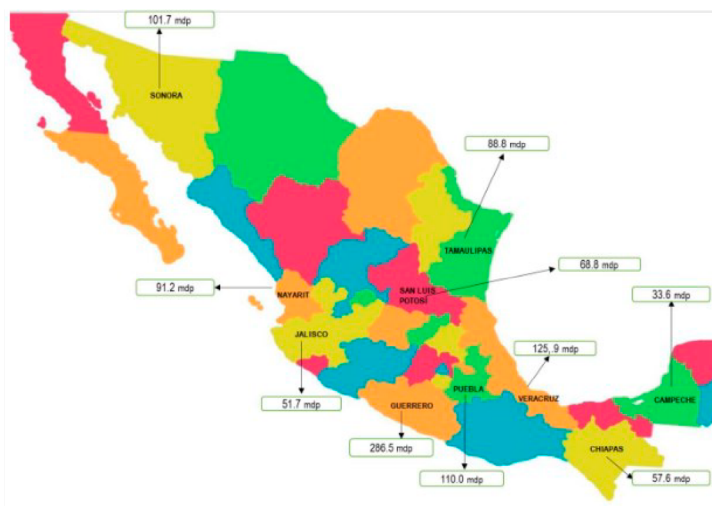 101.7 mdp
SONORA
88.8 mdp
TAMAULIPAS
68.8 mdp
91.2 mdp
NAYARIT
SAN LUIS
POTOSÍ
33.6 mdp
JALISCO
125,.9 mdp
51.7 mdp
GUERRERO
PUEBLA
VERACRUZ
CAMPECHE
286.5 mdp
CHIAPAS
110.0 mdp
57.6 mdp